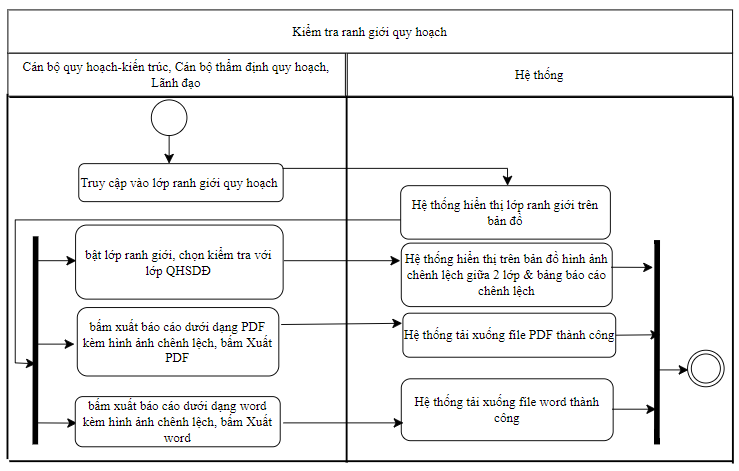 Kiểm tra ranh giới quy hoạch
Cán bộ quy hoạch-kiến trúc, Cán bộ thẩm định quy hoạch,
Lãnh đạo
Hệ thống
Truy cập vào lớp ranh giới quy hoạch
Hệ thống hiển thị lớp ranh giới trên
bản đồ
bật lớp ranh giới, chọn kiểm tra với
lớp QHSDĐ
Hệ thống hiển thị trên bản đồ hình ảnh
chênh lệch giữa 2 lớp & bảng báo cáo
chênh lệch
bấm xuất báo cáo dưới dạng PDF
kèm hình ảnh chênh lệch, bấm Xuất
PDF
Hệ thống tải xuống file PDF thành công
bấm xuất báo cáo dưới dạng word
kèm hình ảnh chênh lệch, bấm Xuất
word
Hệ thống tải xuống file word thành
công